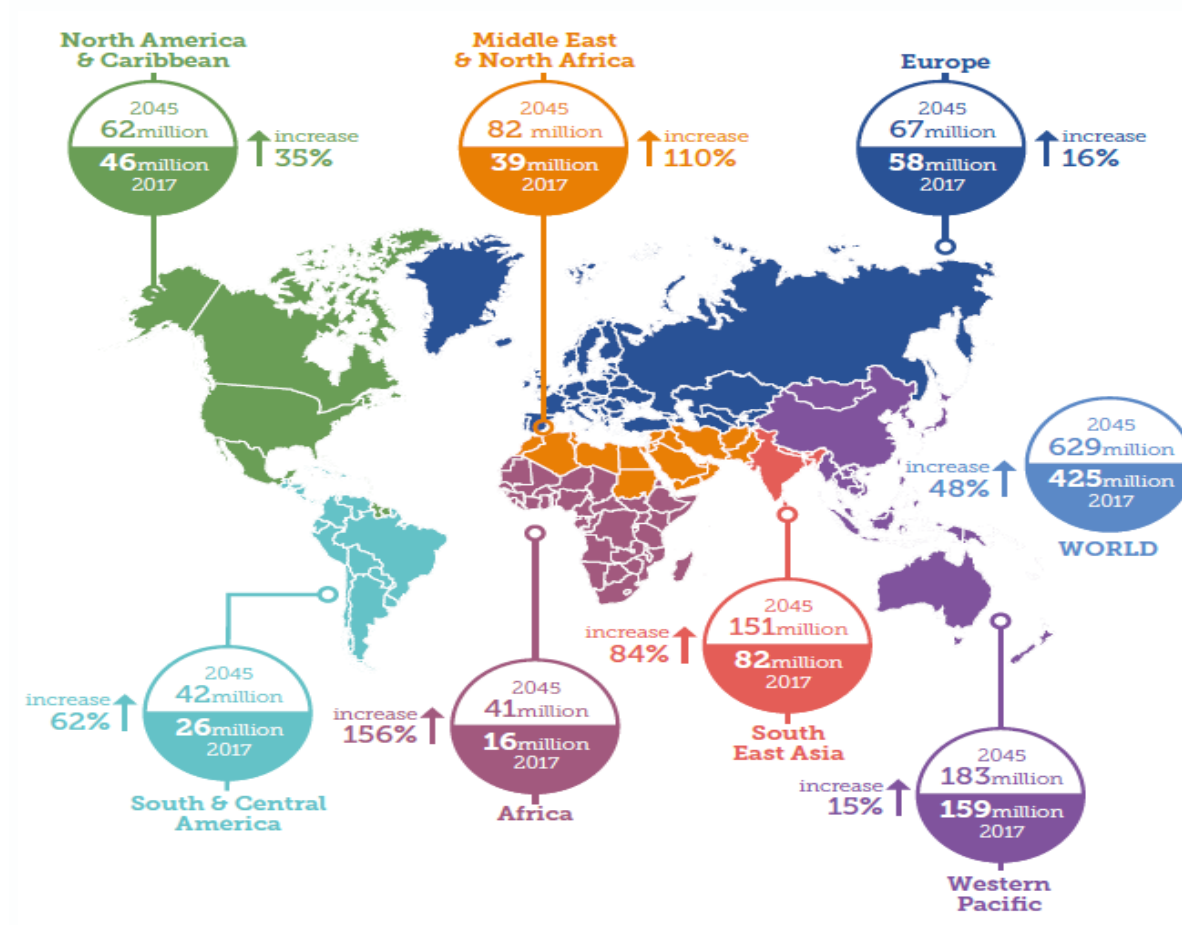 North America
& Caribbean
2045
62million
46million
2017
increase
35%
Middle East
& North Africa
2045
82 million
39million
2017
increase
110%
Europe
2045
67million
58million
2017
increase
16%
2045
629million
425million
2017
increase
48%
WORLD
2045
42million
26million
2017
increase
62%
South & Central
America
2045
41million
16million
2017
increase
156%
Africa
2045
151million
82million
2017
increase
84%
South
East Asia
2045
183million
159million
2017
increase
15%
Western
Pacific